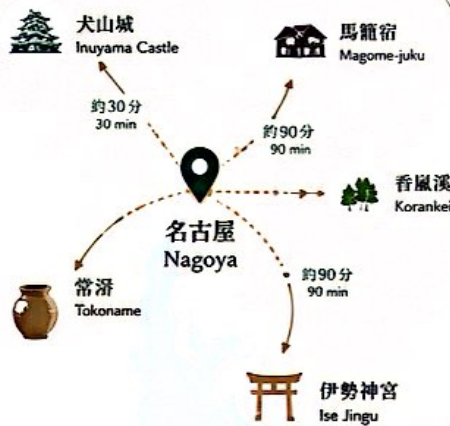 犬山城
Inuyama Castle
馬籠宿
Magome-juku
約30分
30 min
約90分
90 min
香嵐溪
Korankei
名古屋
Nagoya
常滑
Tokoname
約90分
90 min
伊勢神宮
Ise Jingu